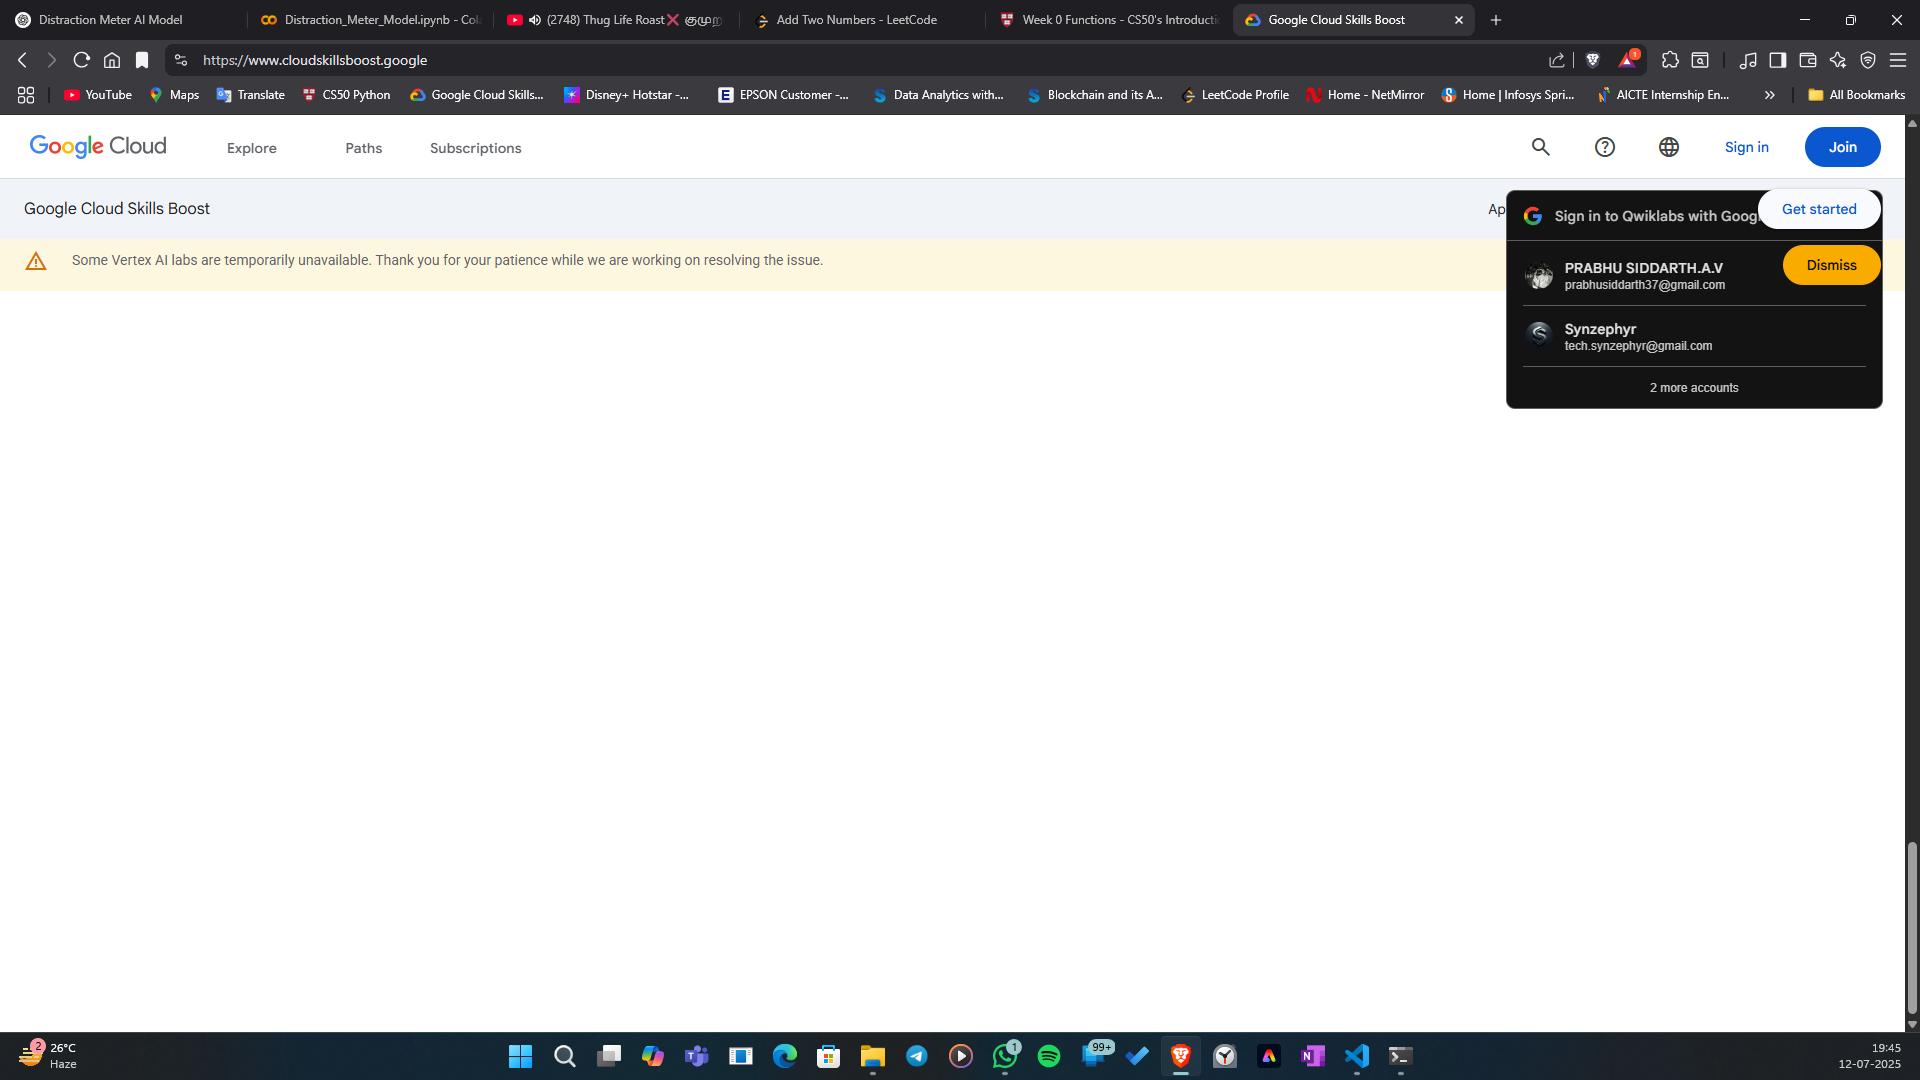 Distraction Meter AI Model
Distraction_Meter_Model.ipynb - Col
(2748) Thug Life Roast❌ குமுற
Add Two Numbers - LeetCode
Week 0 Functions - CS50's Introducti
Google Cloud Skills Boost
https://www.cloudskillsboost.google
1
YouTube
Maps
Translate
CS50 Python
Google Cloud Skills...
Disney+ Hotstar -...
EPSON Customer -...
Data Analytics with...
Blockchain and its A...
LeetCode Profile
Home - NetMirror
Home | Infosys Spri...
AICTE Internship En...
All Bookmarks
Google Cloud
Explore
Paths
Subscriptions
Sign in
Join
Google Cloud Skills Boost
Ap
Sign in to Qwiklabs with Goog
Get started
Some Vertex AI labs are temporarily unavailable. Thank you for your patience while we are working on resolving the issue.
Dismiss
PRABHU SIDDARTH.A.V
prabhusiddarth37@gmail.com
Synzephyr
tech.synzephyr@gmail.com
2 more accounts
2
26°C
Haze
1
99+
19:45
12-07-2025